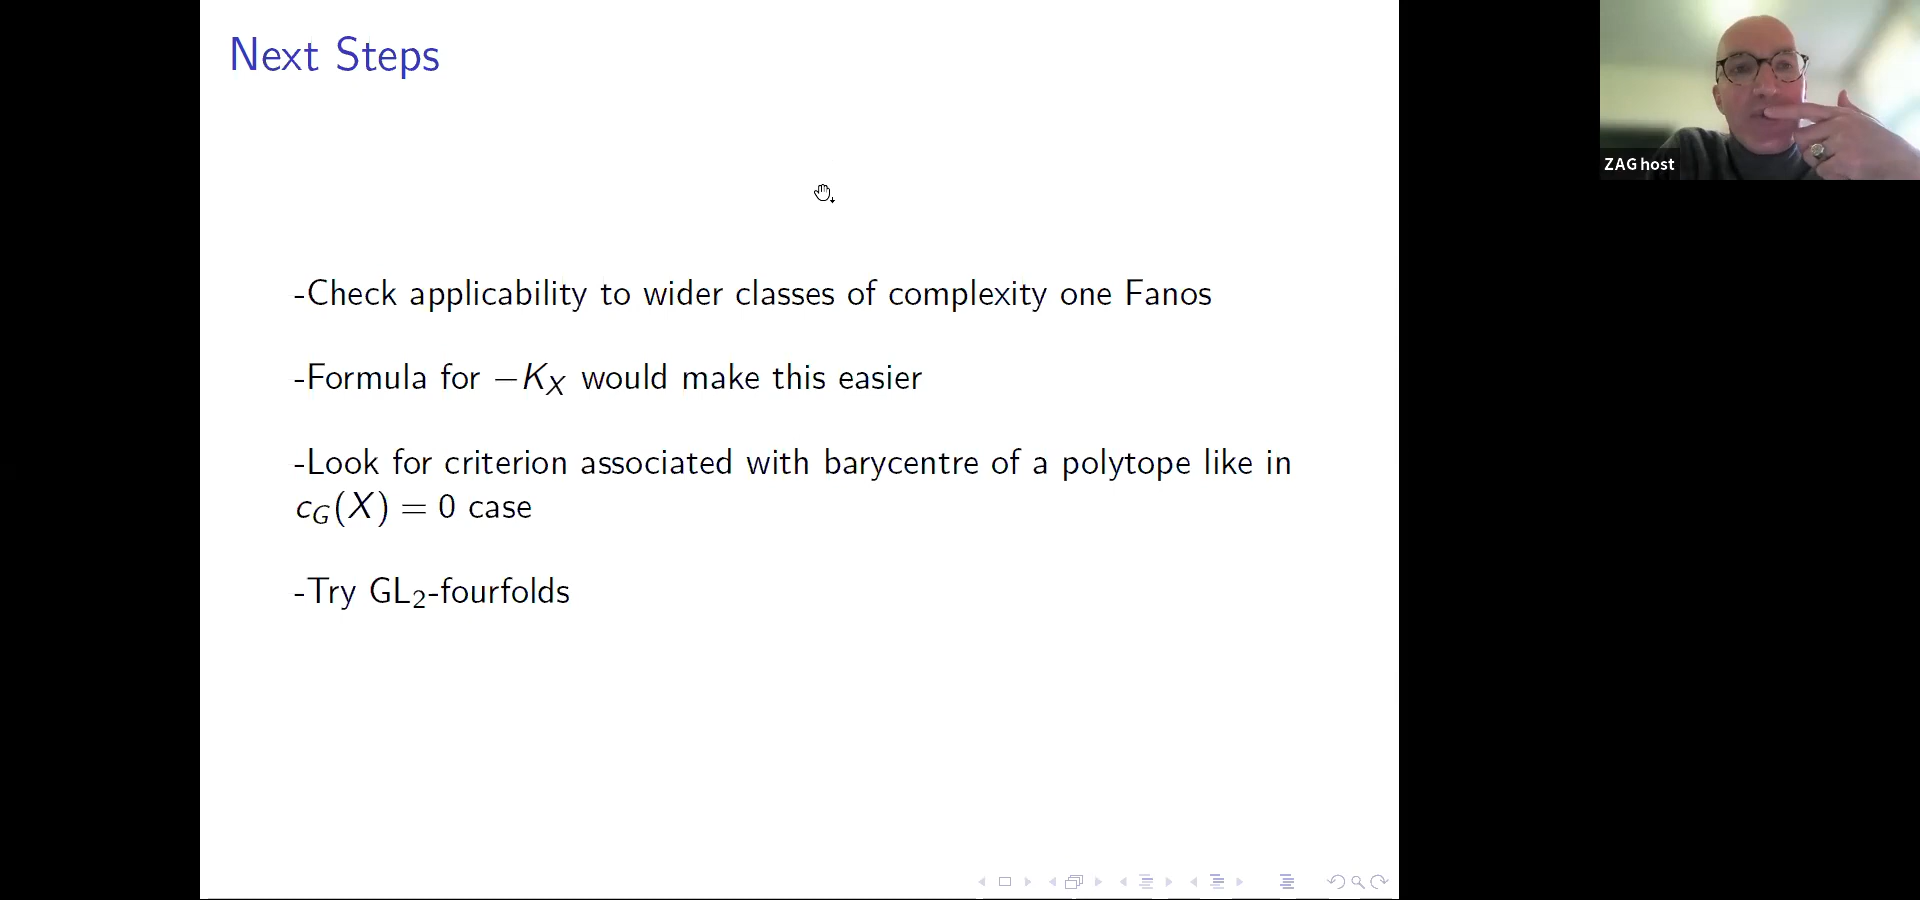 Next Steps
-Check applicability to wider classes of complexity one Fanos
-Formula for −K_X would make this easier
-Look for criterion associated with barycentre of a polytope like in
c_G(X) = 0 case
-Try GL₂-fourfolds
ZAG host